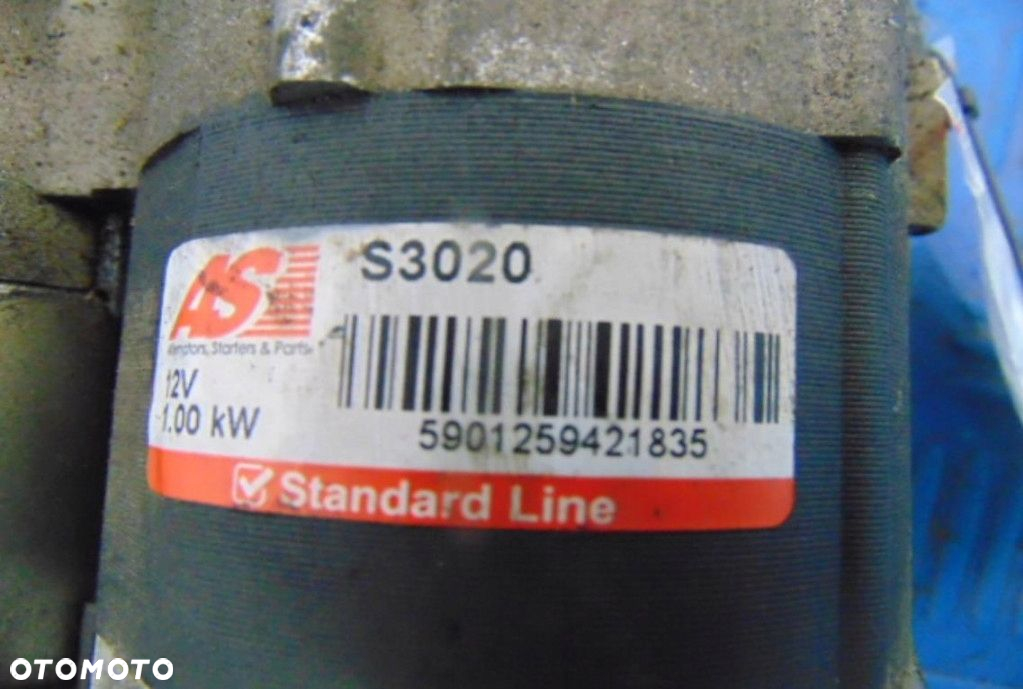 S3020
AS
Alternators, Starters & Parts
12V
1.00 kW
5901259421835
Standard Line
OTOMOTO